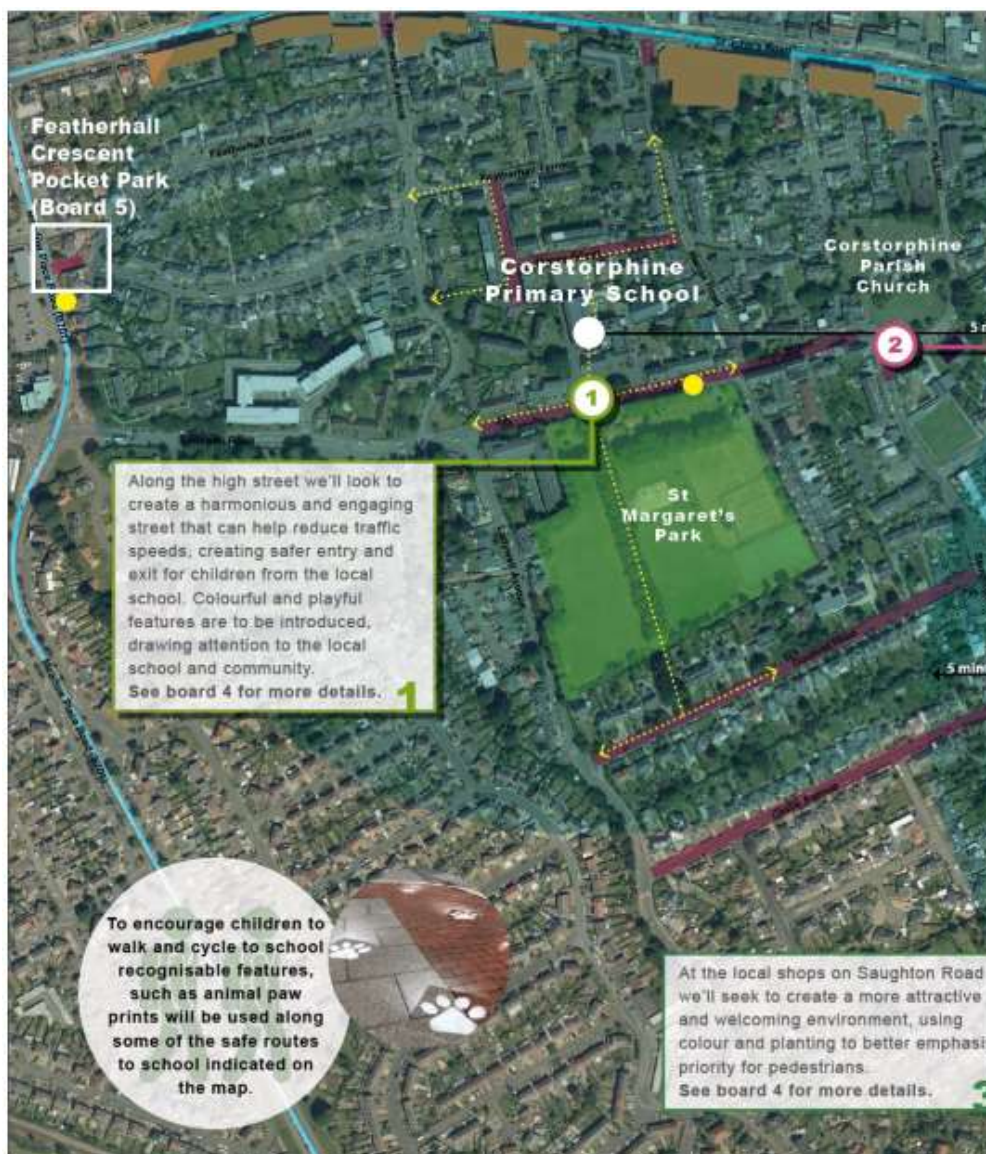 Featherhall
Crescent
Pocket Park
(Board 5)
Featherhall Crescent
Corstorphine
Primary School
Corstorphine
Parish
Church
2
5 m
1
St
Margaret's
Park
Along the high street we'll look to
create a harmonious and engaging
street that can help reduce traffic
speeds, creating safer entry and
exit for children from the local
school. Colourful and playful
features are to be introduced,
drawing attention to the local
school and community.
See board 4 for more details. 1
5 min
To encourage children to
walk and cycle to school
recognisable features,
such as animal paw
prints will be used along
some of the safe routes
to school indicated on
the map.
At the local shops on Saughton Road
we'll seek to create a more attractive
and welcoming environment, using
colour and planting to better emphasi
priority for pedestrians.
See board 4 for more details. 3